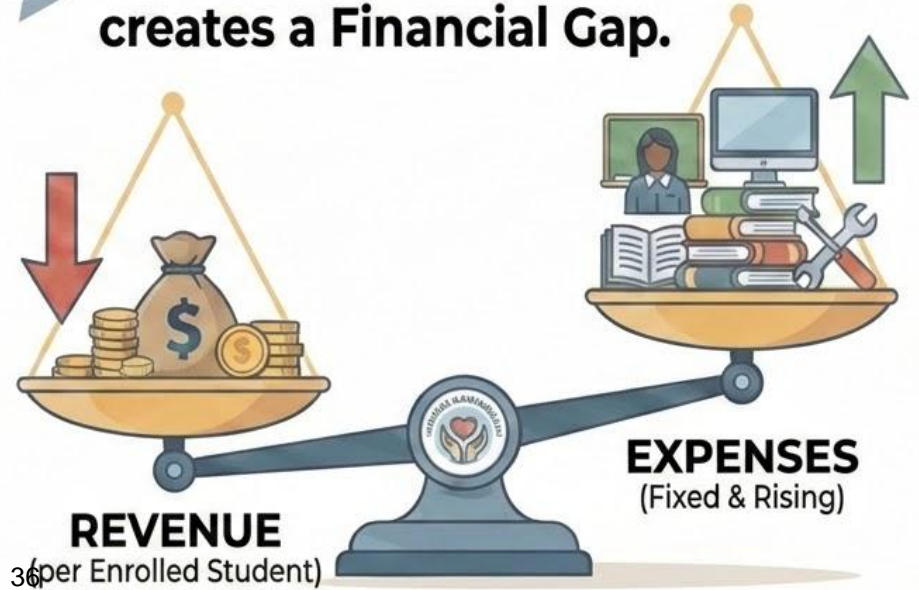 creates a Financial Gap.
$
$
EXPENSES
(Fixed & Rising)
REVENUE
(per Enrolled Student)
36